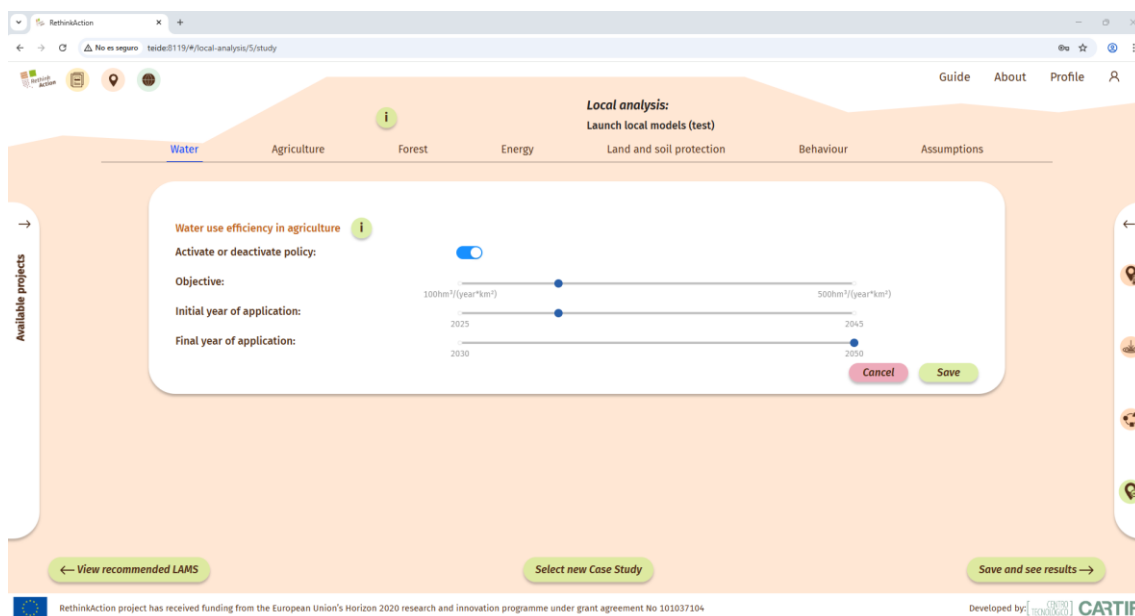 RethinkAction
No es seguro teide:8119/#/local-analysis/5/study
Rethink Action
Guide About Profile
i
Local analysis:
Launch local models (test)
Water Agriculture Forest Energy Land and soil protection Behaviour Assumptions
Available projects
Water use efficiency in agriculture i
Activate or deactivate policy:
Objective:
100hm³/(year*km²) 500hm³/(year*km²)
Initial year of application:
2025 2045
Final year of application:
2030 2050
Cancel Save
← View recommended LAMS Select new Case Study Save and see results →
RethinkAction project has received funding from the European Union's Horizon 2020 research and innovation programme under grant agreement No 101037104
Developed by: CENTRO TECNOLÓGICO CARTIF